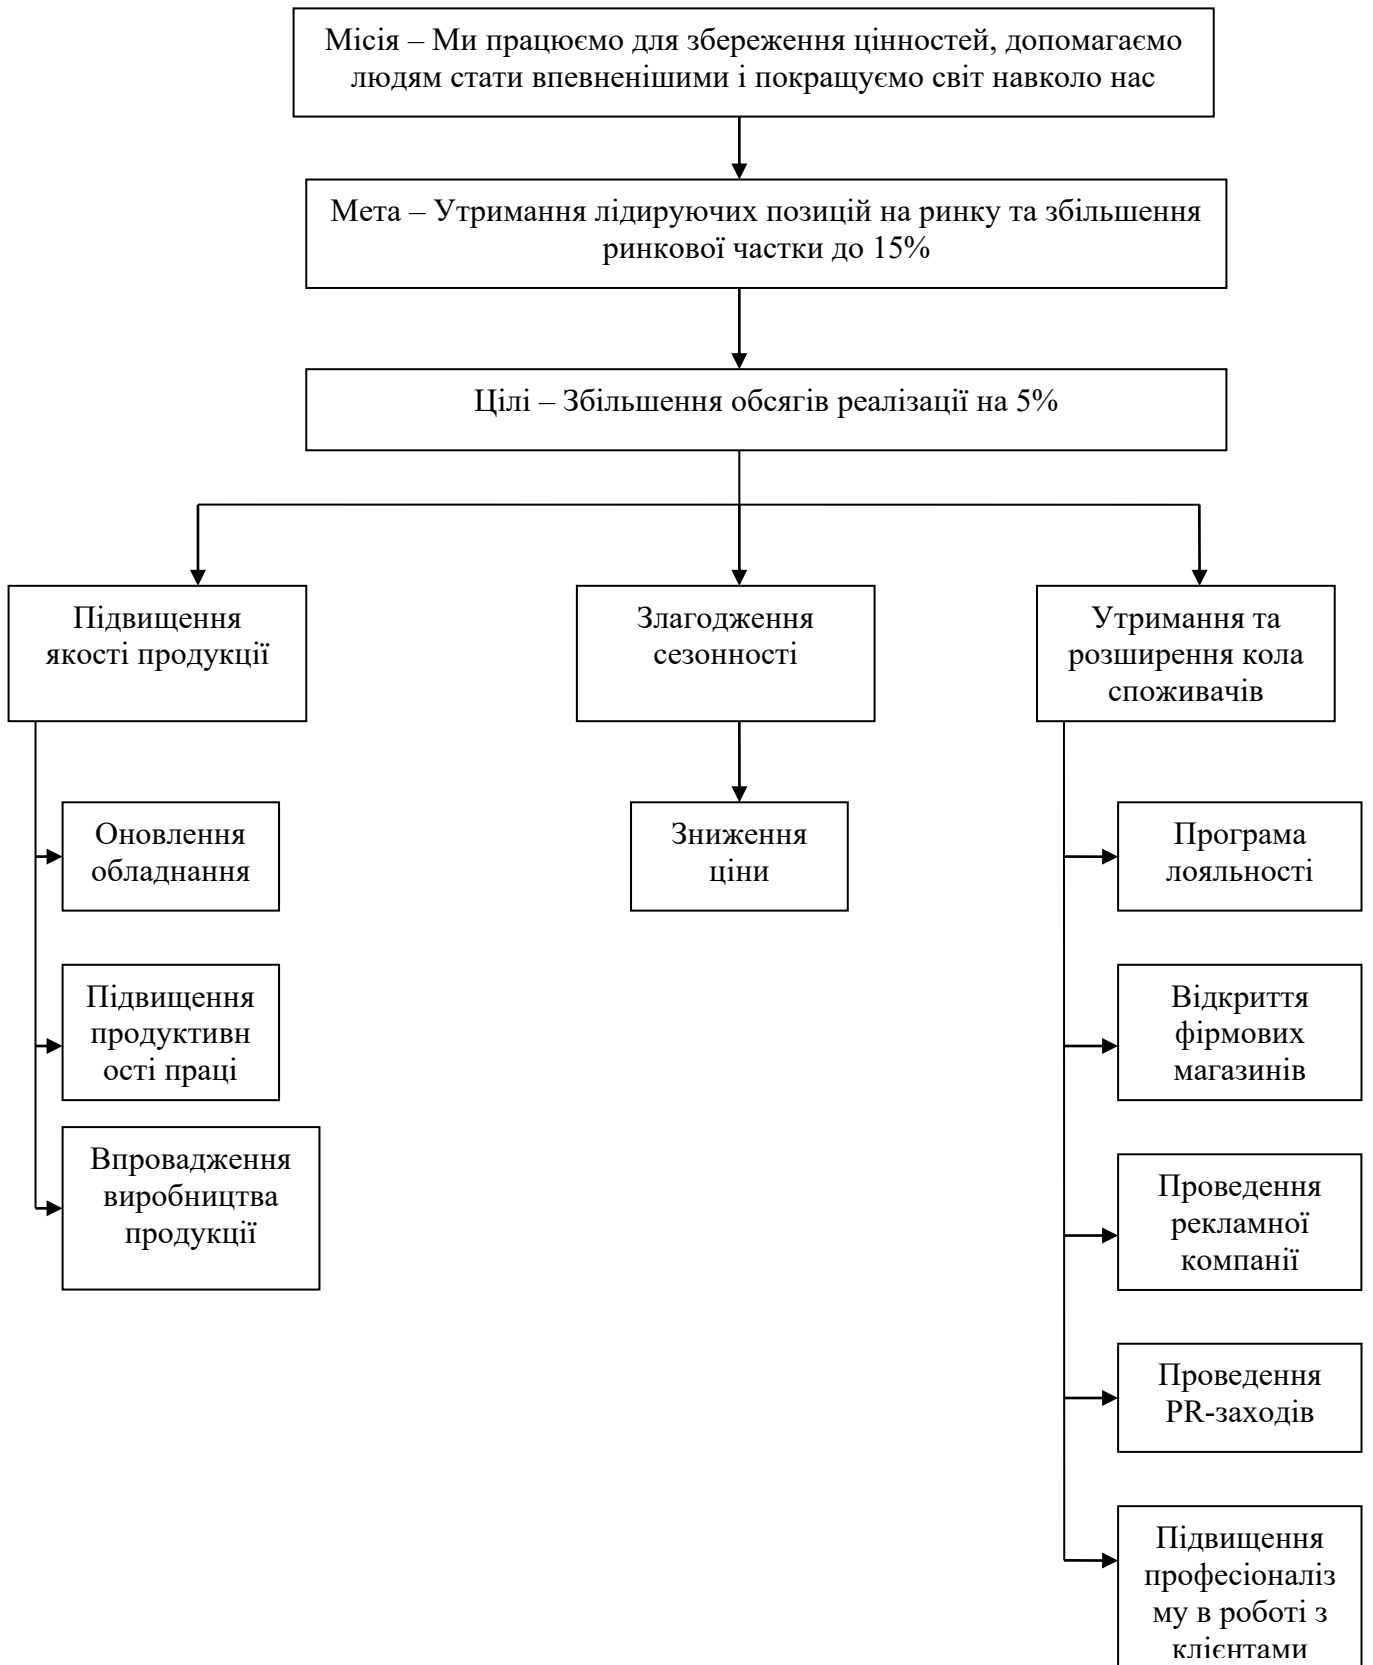 Місія – Ми працюємо для збереження цінностей, допомагаємо
людям стати впевненішими і покращуємо світ навколо нас
Мета – Утримання лідируючих позицій на ринку та збільшення
ринкової частки до 15%
Цілі – Збільшення обсягів реалізації на 5%
Підвищення
якості продукції
Злагодження
сезонності
Утримання та
розширення кола
споживачів
Оновлення
обладнання
Підвищення
продуктивн
ості праці
Впровадження
виробництва
продукції
Зниження
ціни
Програма
лояльності
Відкриття
фірмових
магазинів
Проведення
рекламної
компанії
Проведення
PR-заходів
Підвищення
професіоналіз
му в роботі з
клієнтами